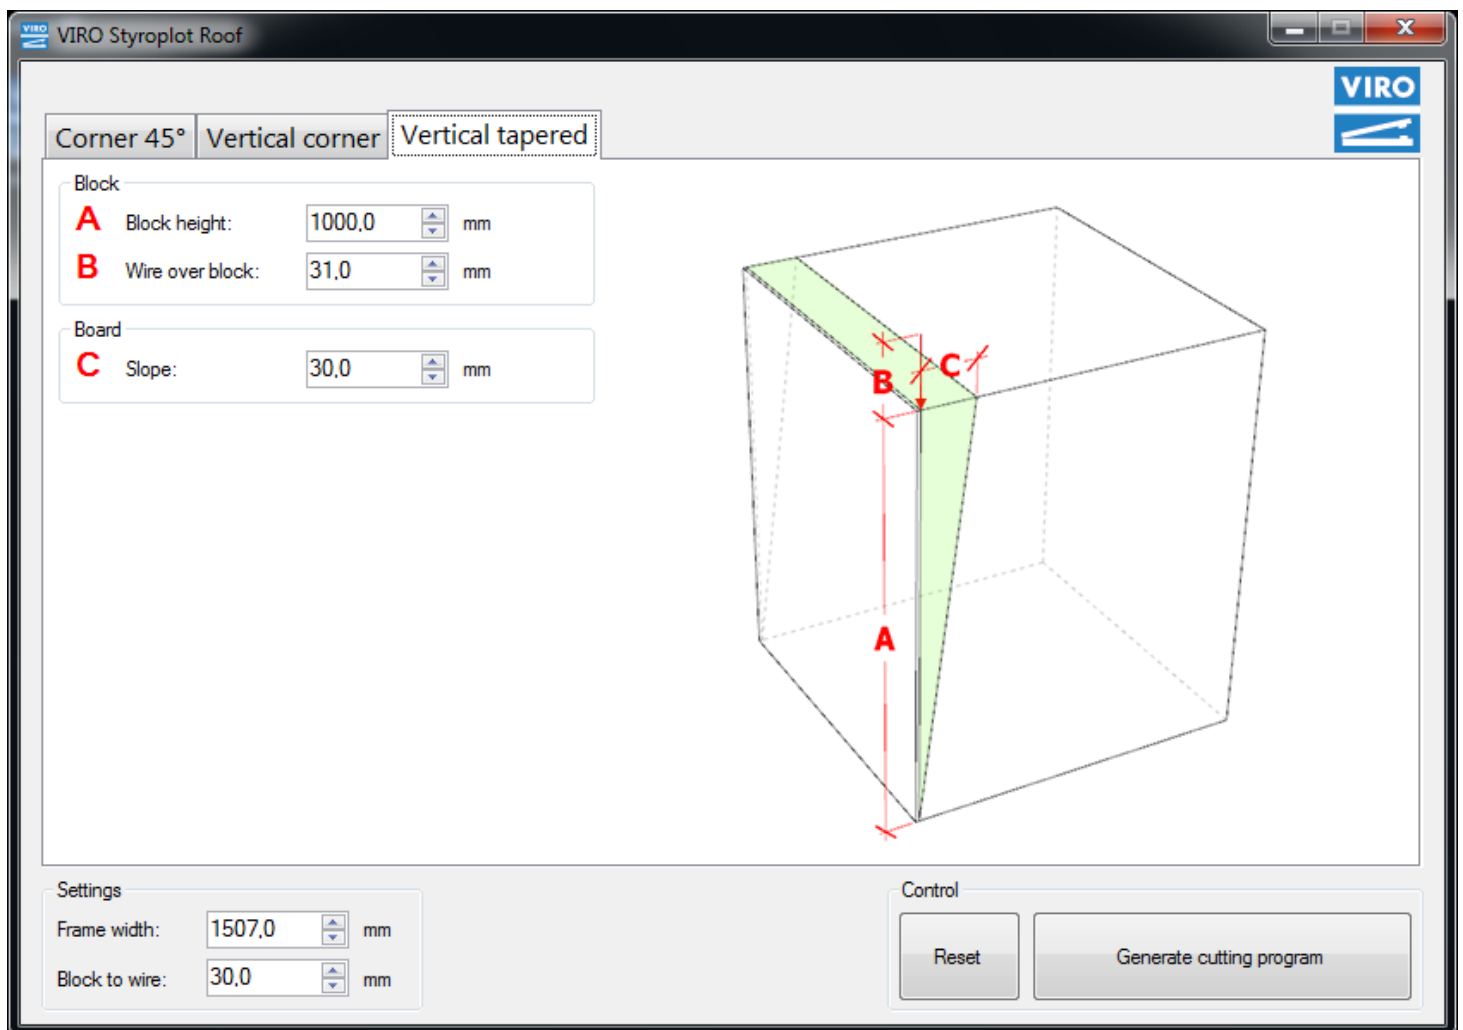 VIRO VIRO Styroplot Roof X
VIRO
Corner 45° Vertical corner Vertical tapered
Block
A Block height: 1000,0 mm
B Wire over block: 31,0 mm
Board
C Slope: 30,0 mm
B C
A
Settings
Frame width: 1507,0 mm
Block to wire: 30,0 mm
Control
Reset Generate cutting program